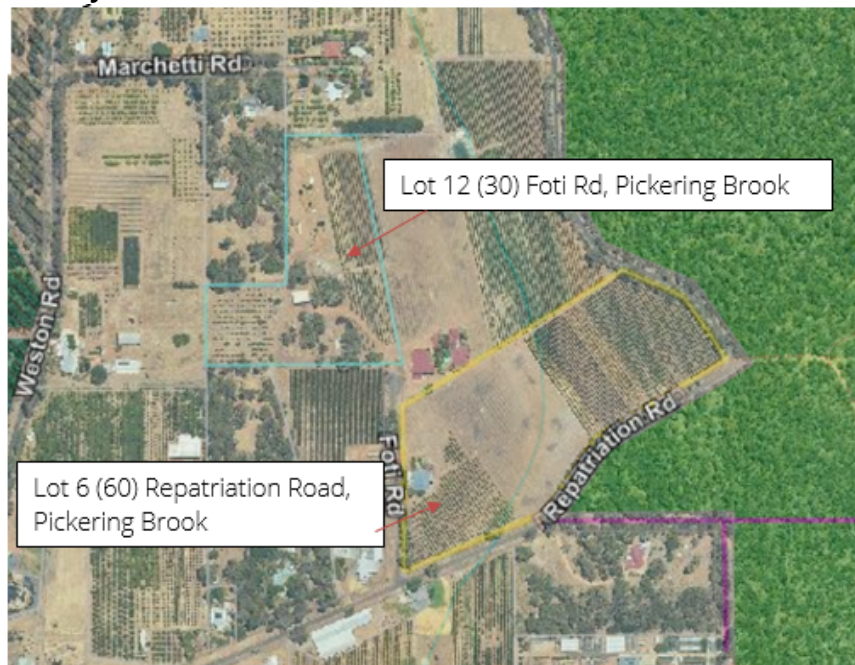 Marchetti Rd
Lot 12 (30) Foti Rd, Pickering Brook
Weston Rd
Foti Rd
Repatriation Rd
Lot 6 (60) Repatriation Road,
Pickering Brook